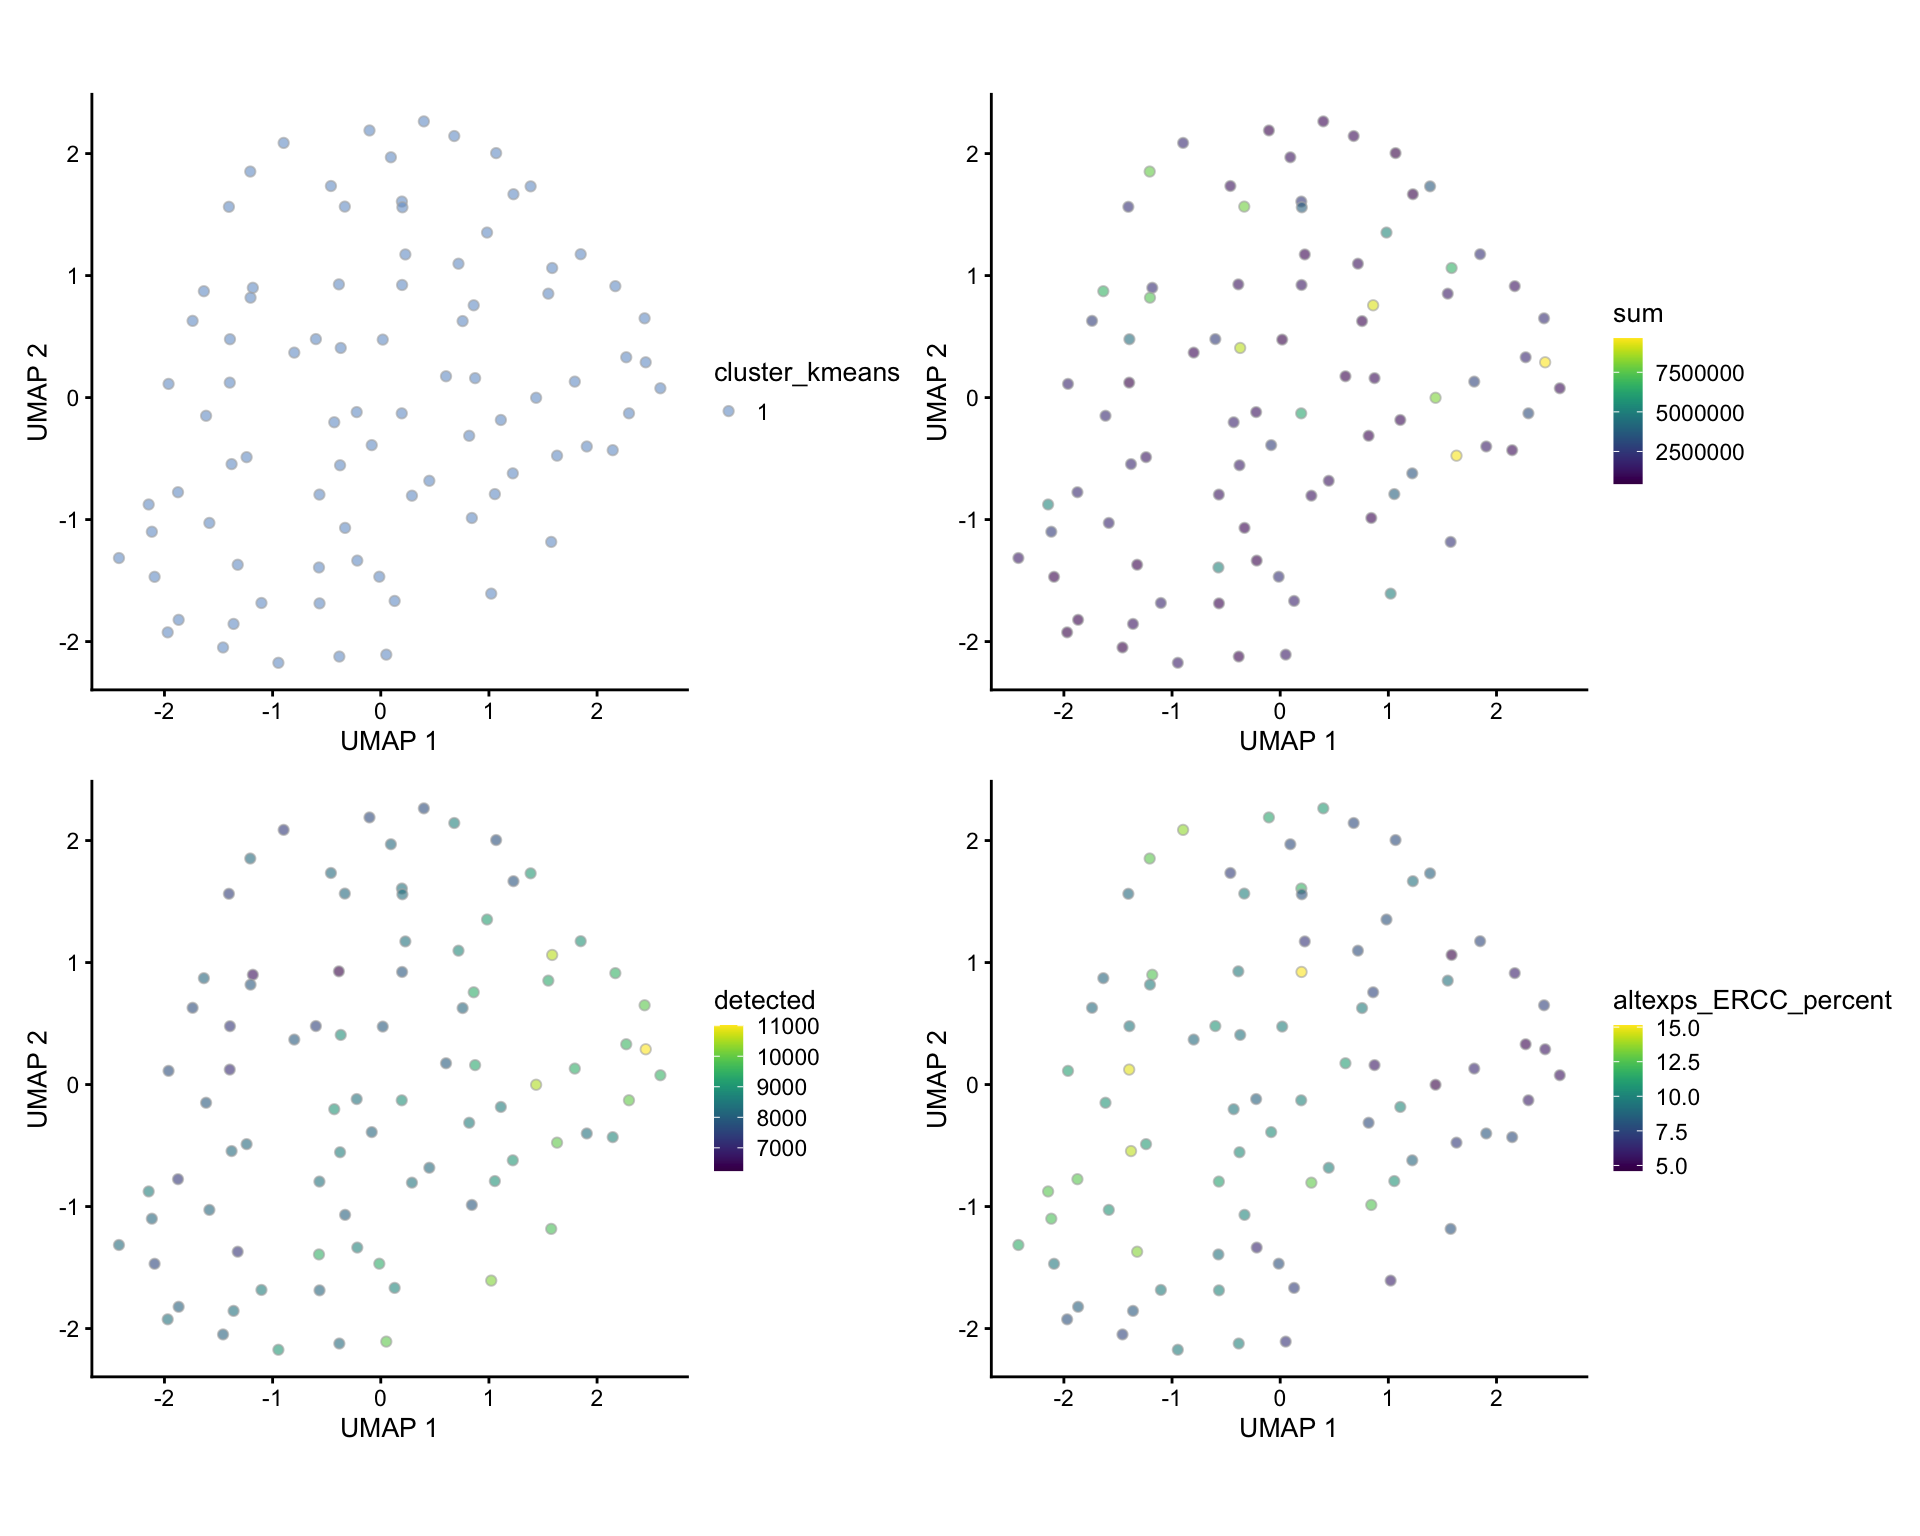 2
1
0
-1
-2
UMAP 2
-2 -1 0 1 2
UMAP 1
cluster_kmeans
1
2
1
0
-1
-2
UMAP 2
-2 -1 0 1 2
UMAP 1
sum
7500000
5000000
2500000
2
1
0
-1
-2
UMAP 2
-2 -1 0 1 2
UMAP 1
detected
11000
10000
9000
8000
7000
2
1
0
-1
-2
UMAP 2
-2 -1 0 1 2
UMAP 1
altexps_ERCC_percent
15.0
12.5
10.0
7.5
5.0